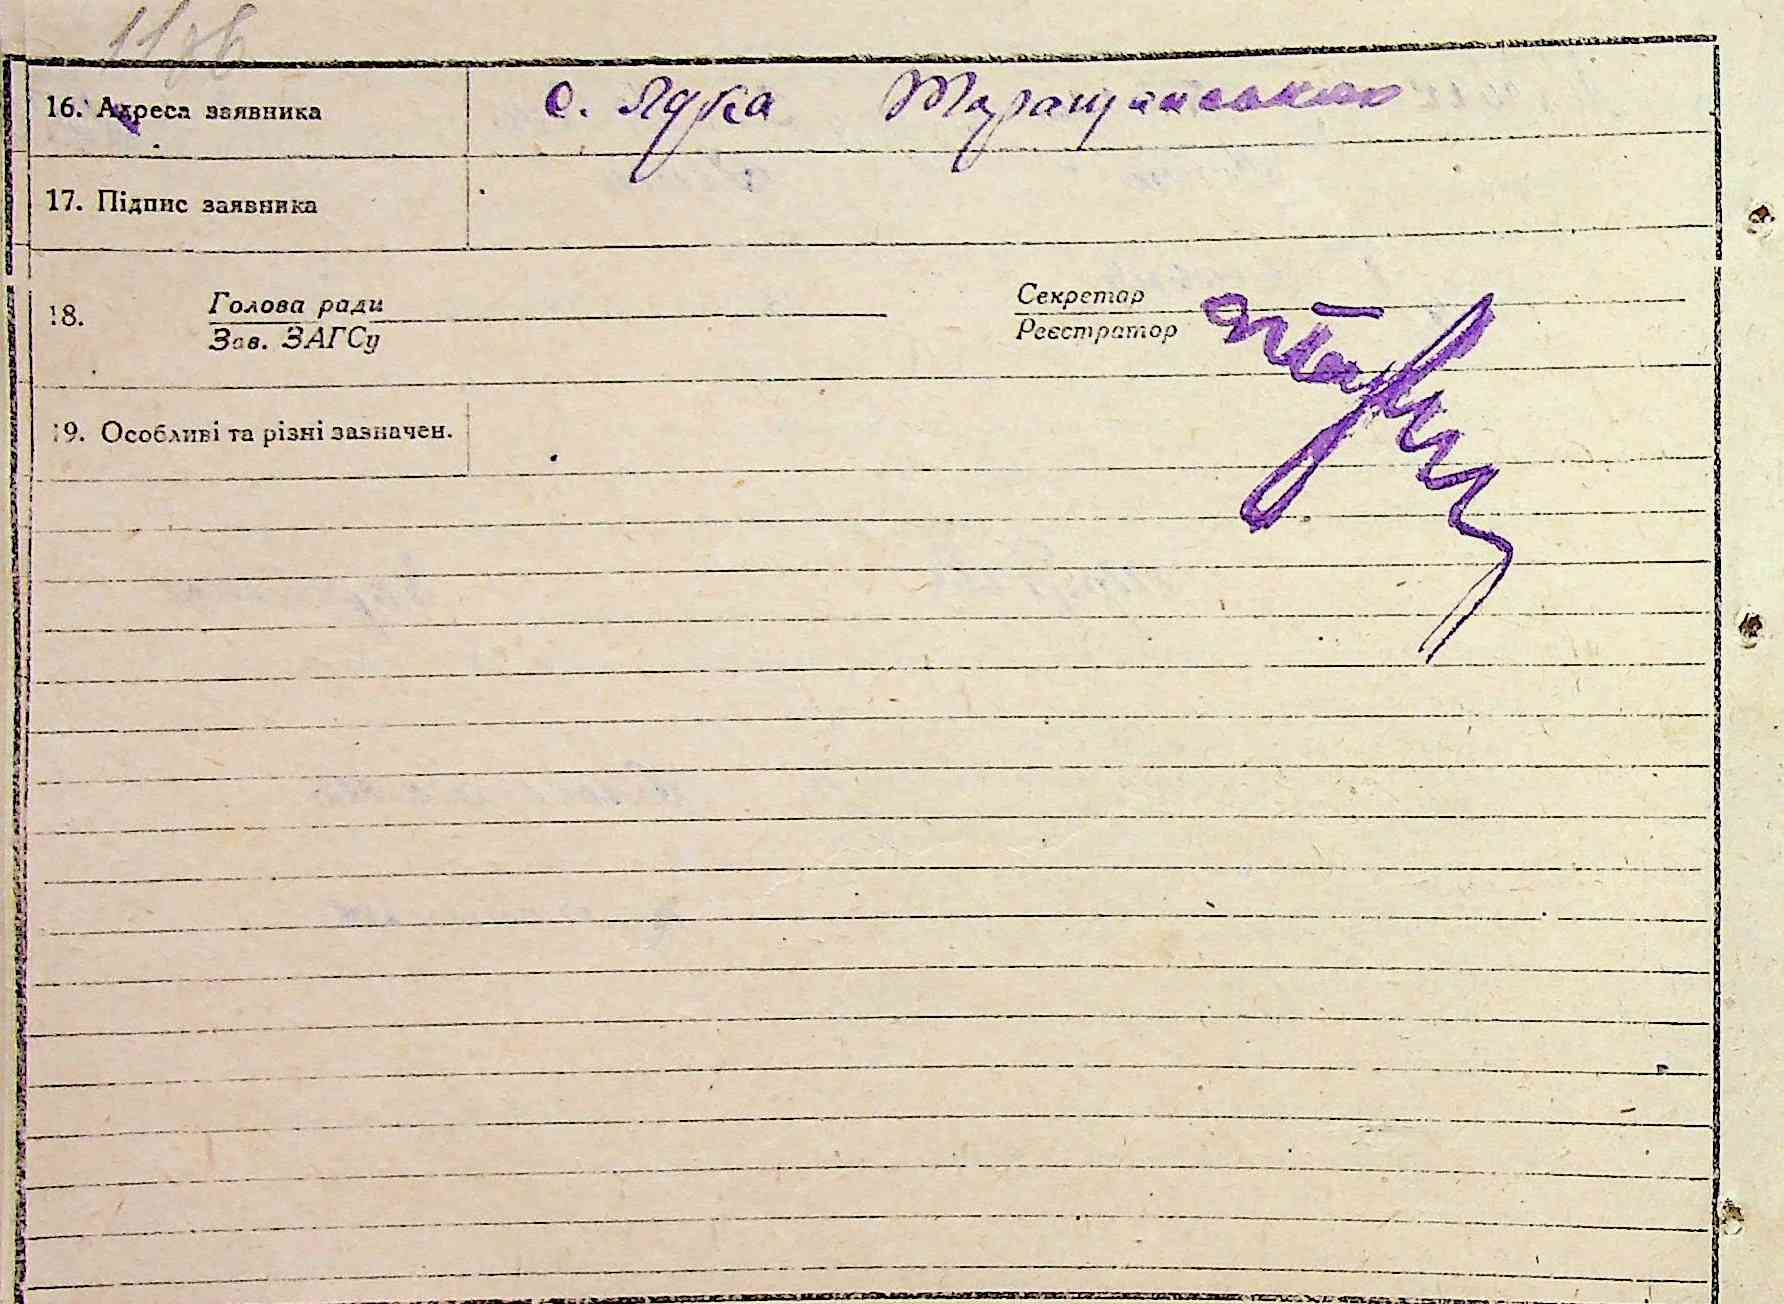 16. Адреса заявника с. Лука Таращанського
17. Підпис заявника
18. Голова ради Секретар
Зав. ЗАГСу Реєстратор
19. Особливі та різні зазначен.